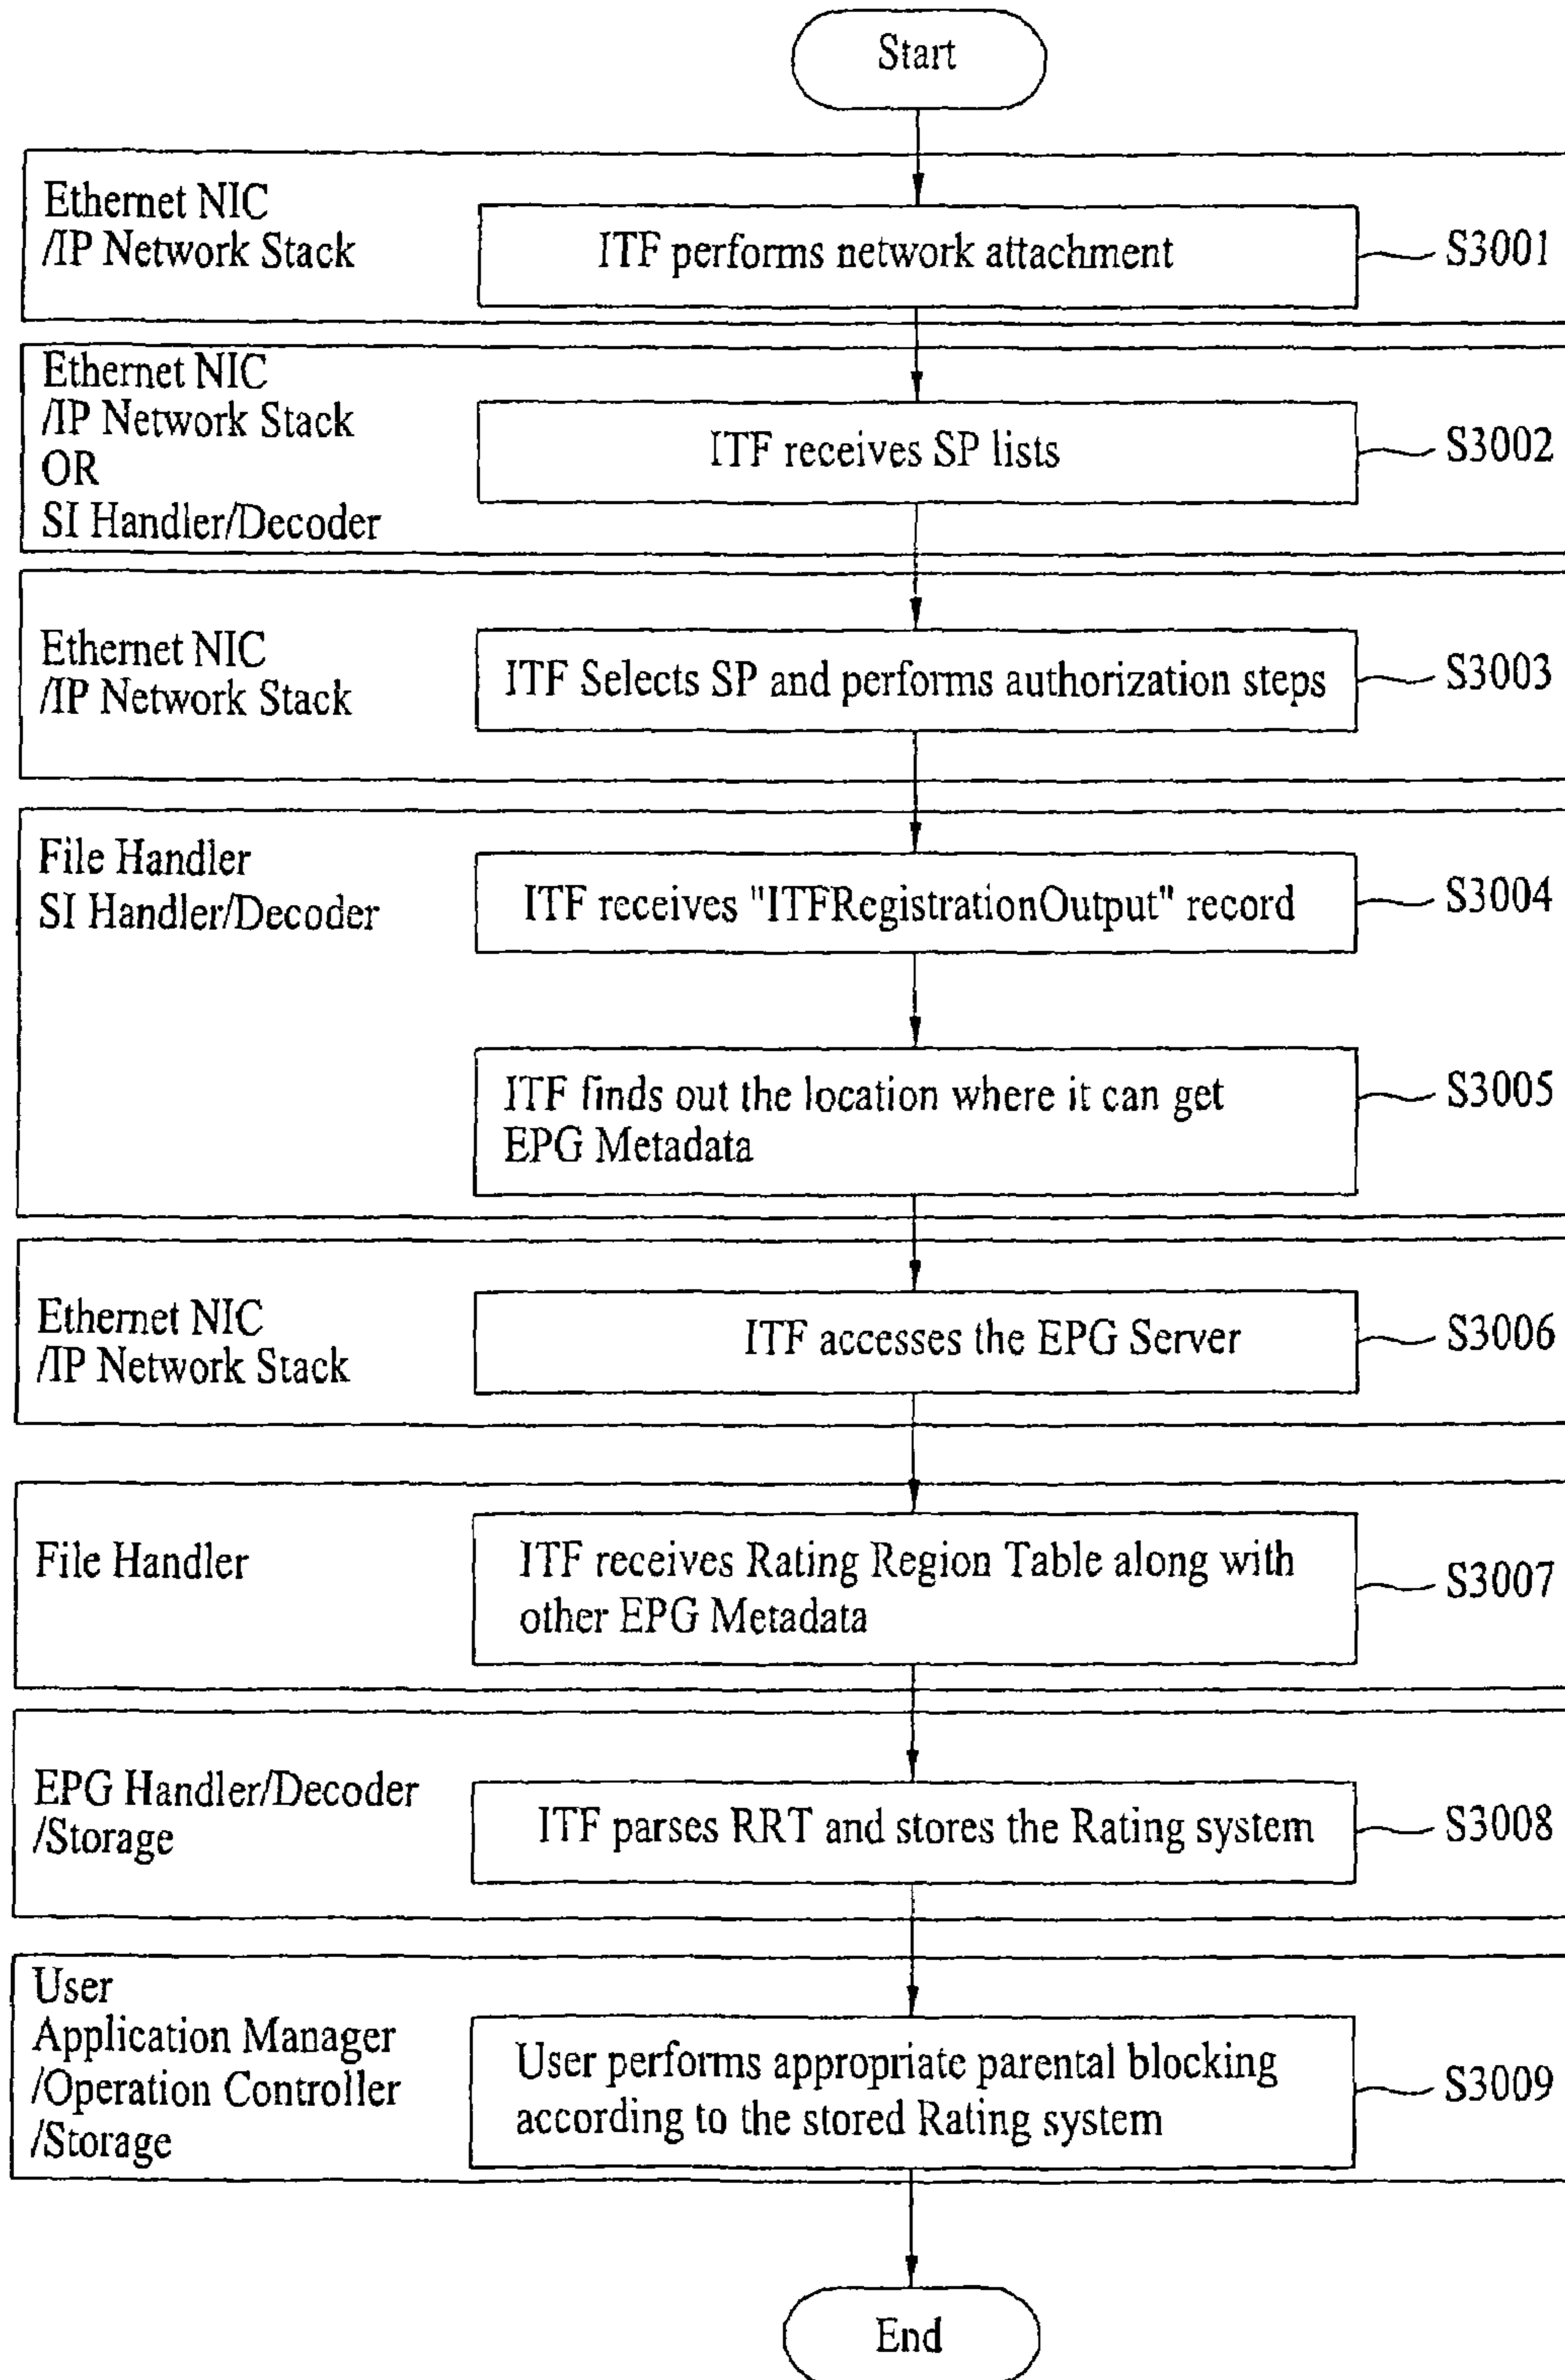 Start
Ethernet NIC
/IP Network Stack
ITF performs network attachment
S3001
Ethernet NIC
/IP Network Stack
OR
SI Handler/Decoder
ITF receives SP lists
S3002
Ethernet NIC
/IP Network Stack
ITF Selects SP and performs authorization steps
S3003
File Handler
SI Handler/Decoder
ITF receives "ITFRegistrationOutput" record
S3004
ITF finds out the location where it can get
EPG Metadata
S3005
Ethernet NIC
/IP Network Stack
ITF accesses the EPG Server
S3006
File Handler
ITF receives Rating Region Table along with
other EPG Metadata
S3007
EPG Handler/Decoder
/Storage
ITF parses RRT and stores the Rating system
S3008
User
Application Manager
/Operation Controller
/Storage
User performs appropriate parental blocking
according to the stored Rating system
S3009
End